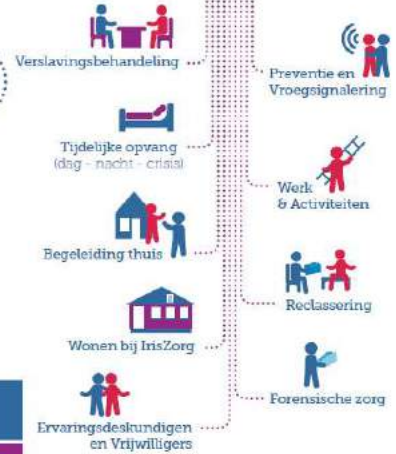 Verslavingsbehandeling
Tijdelijke opvang
(dag - nacht - crisis)
Begeleiding thuis
Wonen bij IrisZorg
Ervaringsdeskundigen
en Vrijwilligers
Preventie en
Vroegsignalering
Werk
& Activiteiten
Reclassering
Forensische zorg